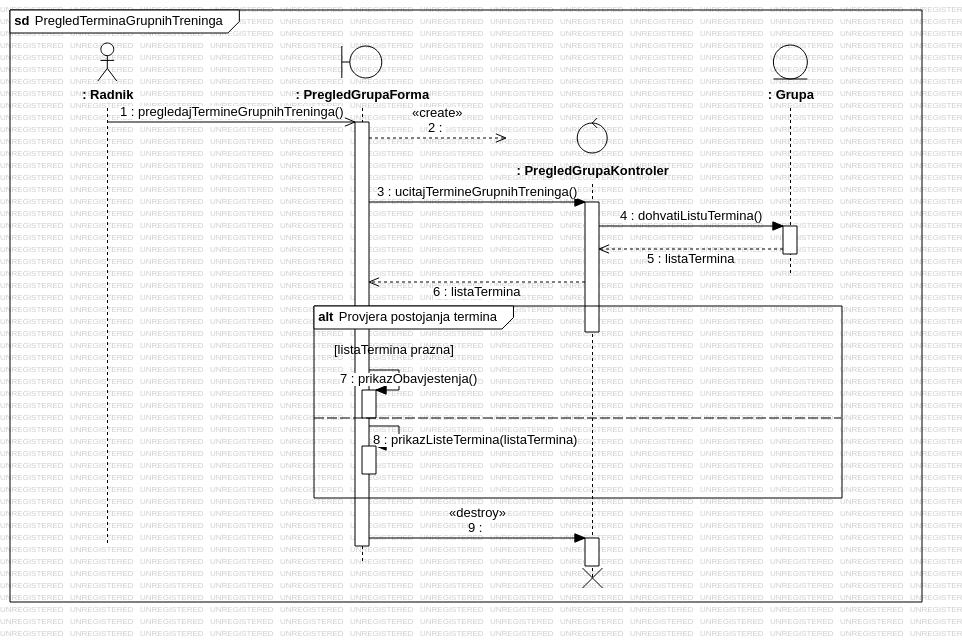 sd PregledTerminaGrupnihTreninga
: Radnik
: PregledGrupaForma
: Grupa
1 : pregledajTermineGrupnihTreninga()
«create»
2 :
: PregledGrupaKontroler
3 : ucitajTermineGrupnihTreninga()
4 : dohvatiListuTermina()
5 : listaTermina
6 : listaTermina
alt Provjera postojanja termina
[listaTermina prazna]
7 : prikazObavjestenja()
8 : prikazListeTermina(listaTermina)
«destroy»
9 :
UNREGISTERED